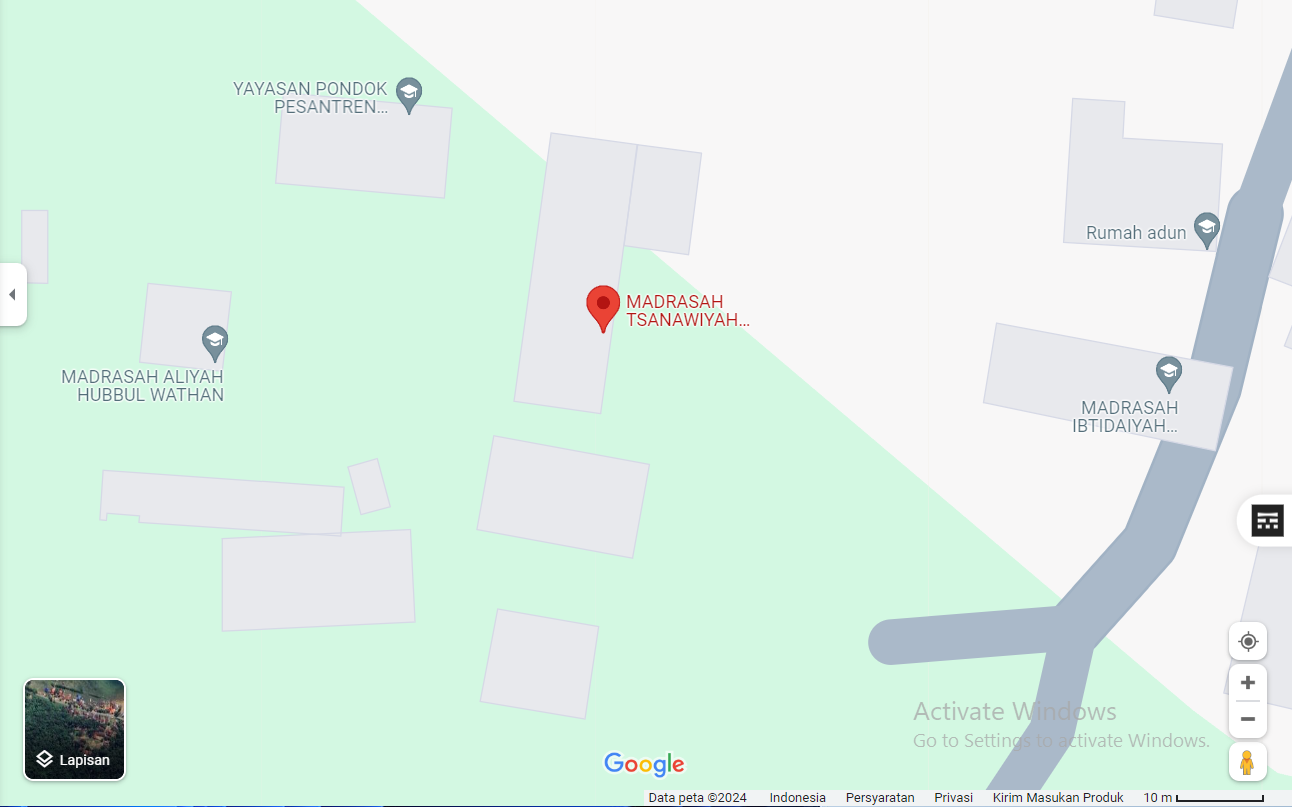 YAYASAN PONDOK
PESANTREN...
Rumah adun
MADRASAH
TSANAWIYAH...
MADRASAH ALIYAH
HUBBUL WATHAN
MADRASAH
IBTIDAIYAH...
Activate Windows
Go to Settings to activate Windows.
Lapisan
Google
Data peta ©2024 Indonesia Persyaratan Privasi Kirim Masukan Produk 10 m